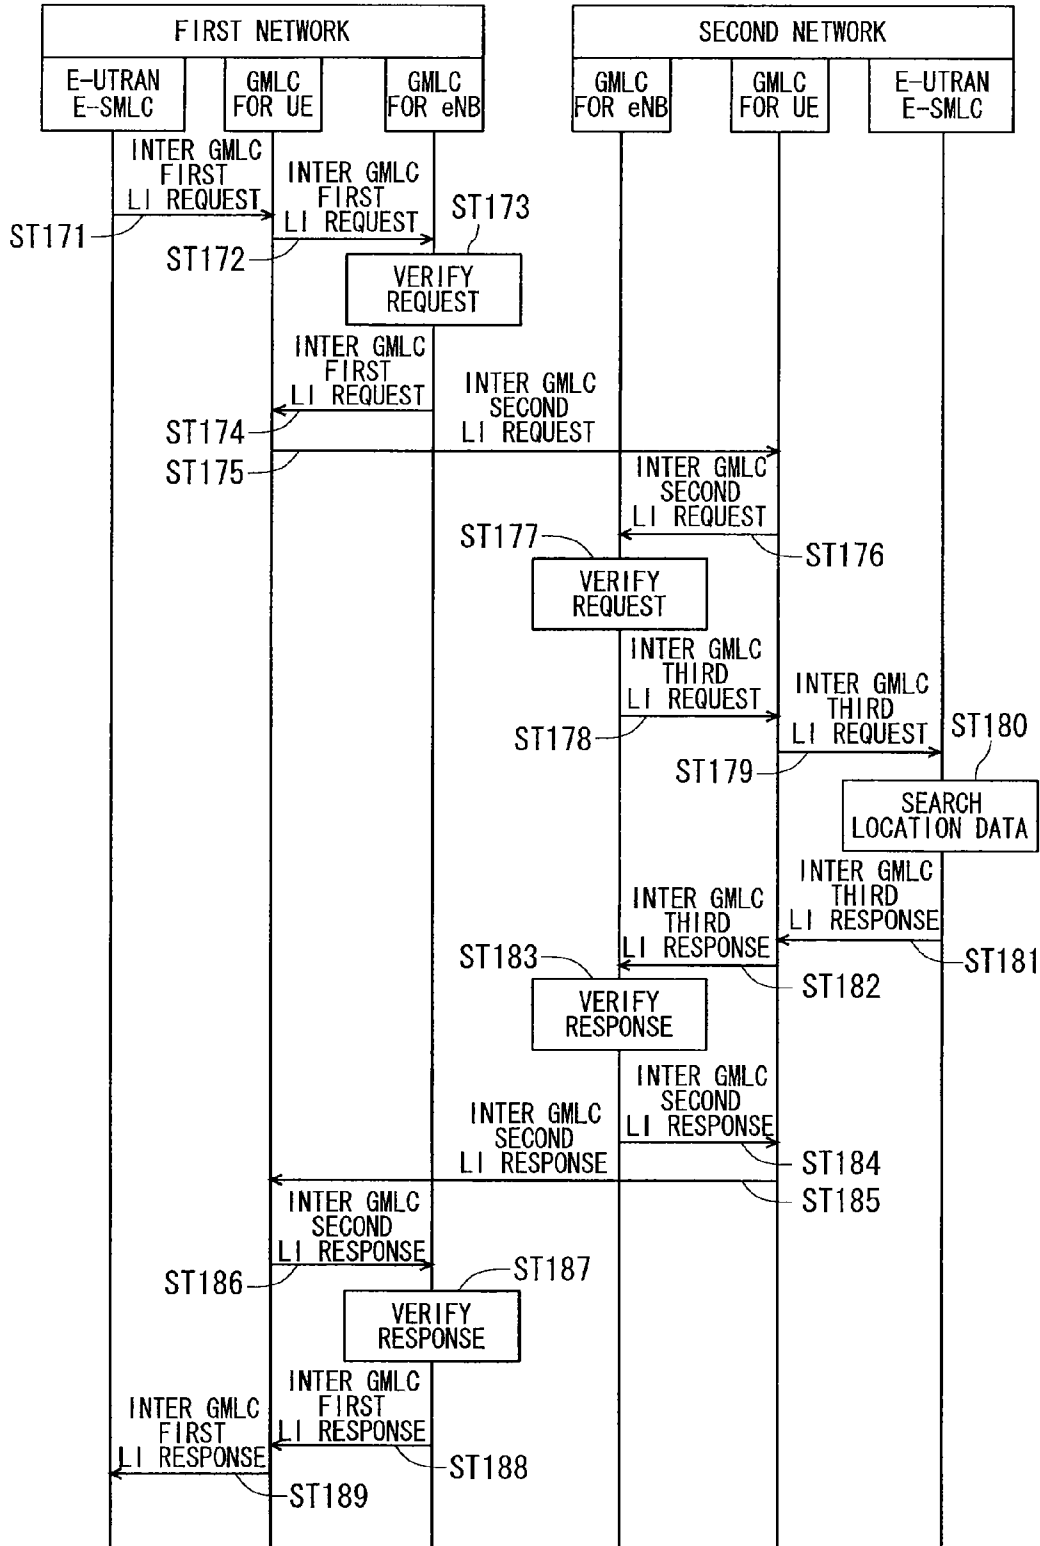 FIRST NETWORK
SECOND NETWORK
E-UTRAN
E-SMLC
GMLC
FOR UE
GMLC
FOR eNB
GMLC
FOR eNB
GMLC
FOR UE
E-UTRAN
E-SMLC
INTER GMLC
FIRST
LI REQUEST
ST171
INTER GMLC
FIRST
LI REQUEST
ST172
ST173
VERIFY
REQUEST
INTER GMLC
FIRST
LI REQUEST
ST174
INTER GMLC
SECOND
LI REQUEST
ST175
INTER GMLC
SECOND
LI REQUEST
ST176
ST177
VERIFY
REQUEST
INTER GMLC
THIRD
LI REQUEST
ST178
INTER GMLC
THIRD
LI REQUEST
ST179
ST180
SEARCH
LOCATION DATA
INTER GMLC
THIRD
LI RESPONSE
ST181
INTER GMLC
THIRD
LI RESPONSE
ST182
ST183
VERIFY
RESPONSE
INTER GMLC
SECOND
LI RESPONSE
ST184
INTER GMLC
SECOND
LI RESPONSE
ST185
INTER GMLC
SECOND
LI RESPONSE
ST186
ST187
VERIFY
RESPONSE
INTER GMLC
FIRST
LI RESPONSE
ST188
INTER GMLC
FIRST
LI RESPONSE
ST189